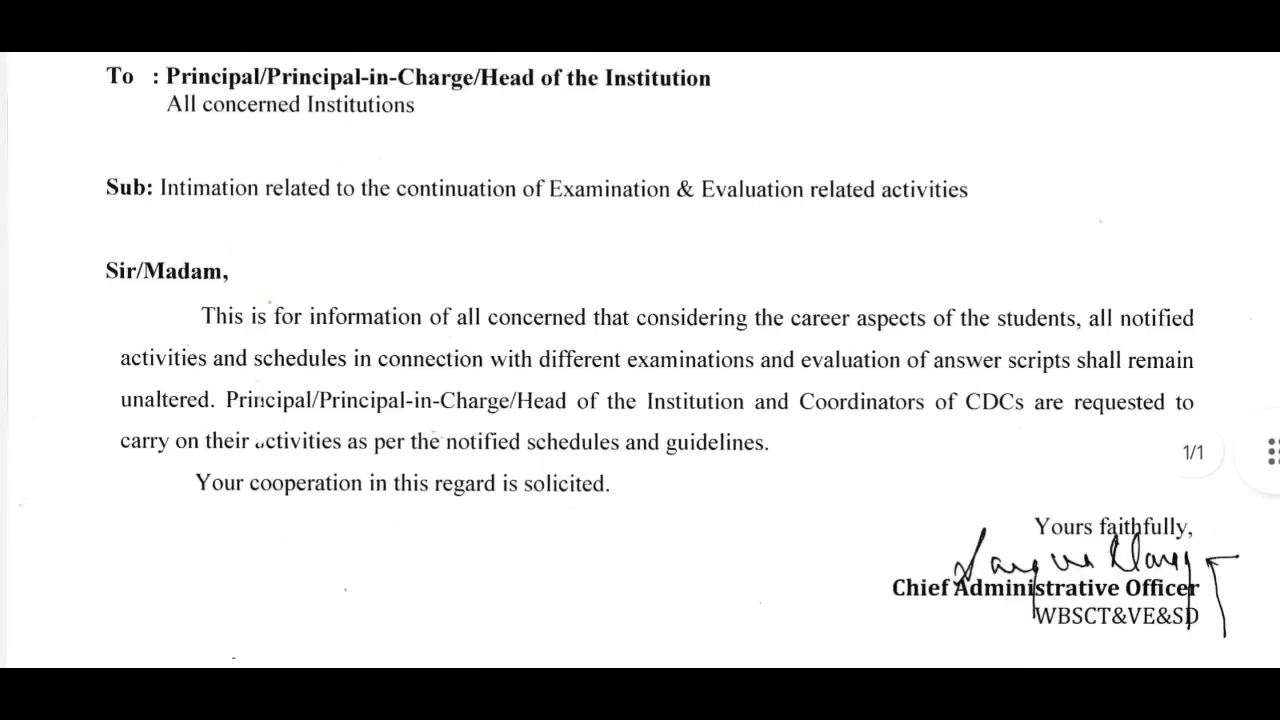 To : Principal/Principal-in-Charge/Head of the Institution
All concerned Institutions
Sub: Intimation related to the continuation of Examination & Evaluation related activities
Sir/Madam,
This is for information of all concerned that considering the career aspects of the students, all notified
activities and schedules in connection with different examinations and evaluation of answer scripts shall remain
unaltered. Principal/Principal-in-Charge/Head of the Institution and Coordinators of CDCs are requested to
carry on their activities as per the notified schedules and guidelines.
1/1
Your cooperation in this regard is solicited.
Yours faithfully,
Chief Administrative Officer
WBSCT&VE&SD